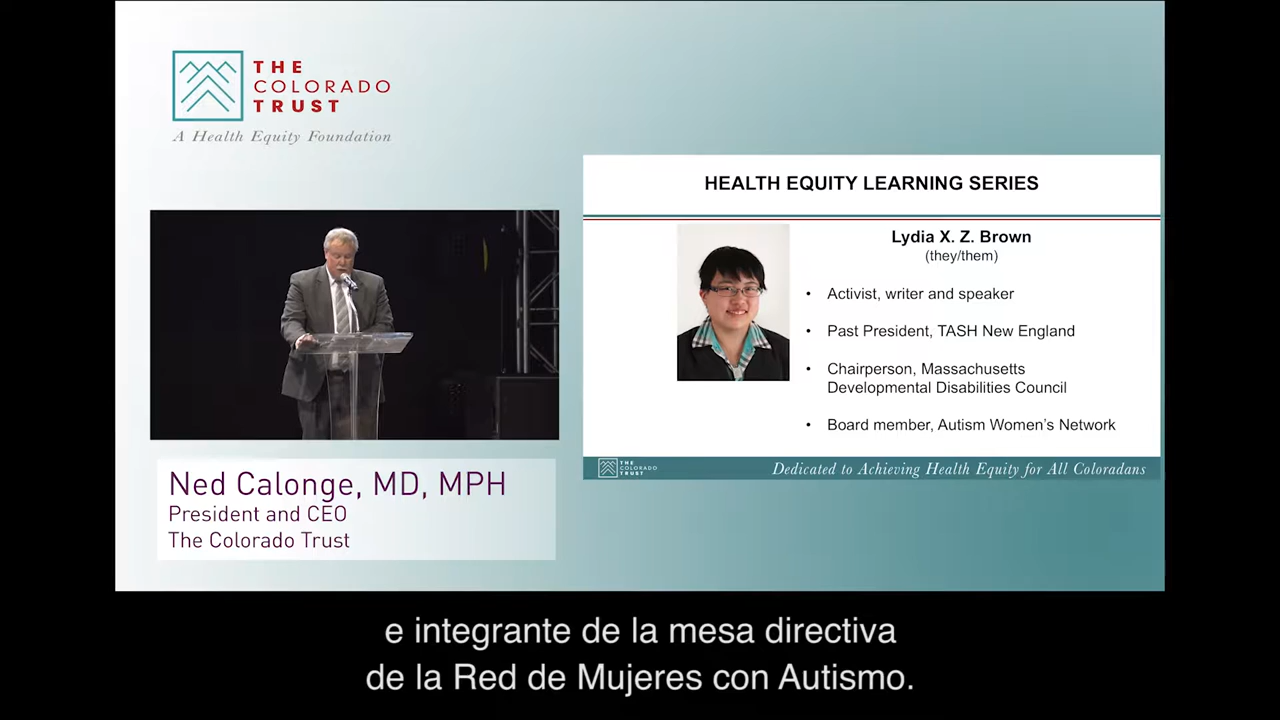 THE
COLORADO
TRUST
A Health Equity Foundation
HEALTH EQUITY LEARNING SERIES
Lydia X. Z. Brown
(they/them)
• Activist, writer and speaker
• Past President, TASH New England
• Chairperson, Massachusetts
Developmental Disabilities Council
• Board member, Autism Women's Network
THE
COLORADO
TRUST
Dedicated to Achieving Health Equity for All Coloradans
Ned Calonge, MD, MPH
President and CEO
The Colorado Trust
e integrante de la mesa directiva
de la Red de Mujeres con Autismo.